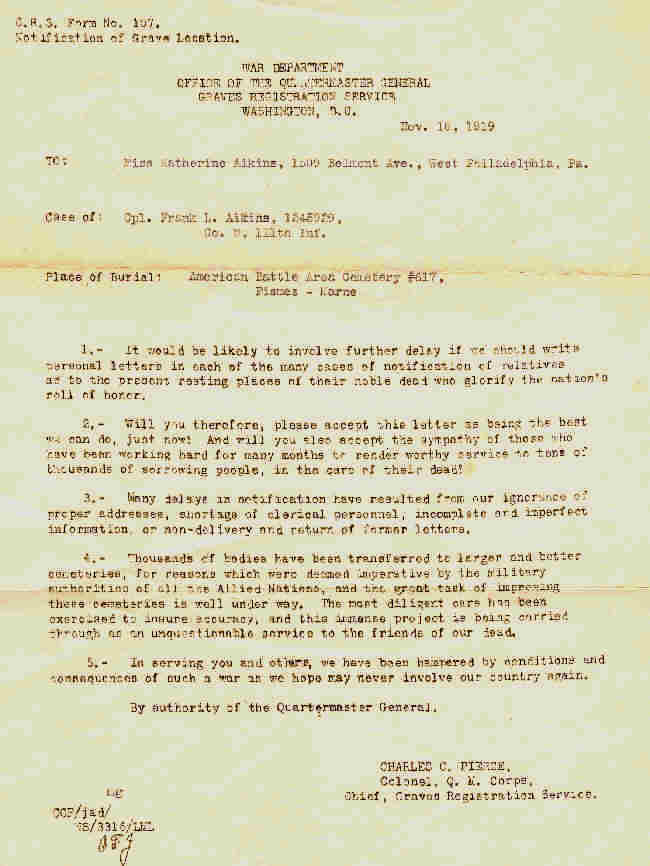 G.R.S. Form No. 107.
Notification of Grave Location.
WAR DEPARTMENT
OFFICE OF THE QUARTERMASTER GENERAL
GRAVES REGISTRATION SERVICE
WASHINGTON, D.C.
Nov. 18, 1919
TO: Miss Katherine Aikins, 1509 Belmont Ave., West Philadelphia, Pa.
Case of: Cpl. Frank L. Aikins,
Co. 111th Inf.
Place of Burial: American Battle Area Cemetery #617,
Fismes - Marne
1.- It would be likely to involve further delay if we should write
personal letters in each of the many cases of notification of relatives
as to the present resting places of their noble dead who glorify the nation's
roll of honor.
2,- Will you therefore, please accept this letter as being the best
we can do, just now? And will you also accept the sympathy of those who
have been working hard for many months to render worthy service to tens of
thousands of sorrowing people, in the care of their dead?
3.- Many delays in notification have resulted from our ignorance of
proper addresses, shortage of clerical personnel, incomplete and imperfect
information, or non-delivery and return of former letters.
4.- Thousands of bodies have been transferred to larger and better
cemeteries, for reasons which were deemed imperative by the Military
authorities of all the Allied Nations, and the great task of improving
these cemeteries is well under way. The most diligent care has been
exercised to insure accuracy, and this immense project is being carried
through as an unquestionable service to the friends of our dead.
5.- In serving you and others, we have been hampered by conditions and
consequences of such a war as we hope may never involve our country again.
By authority of the Quartermaster General.
CHARLES C. PIERCE,
Colonel, Q. M. Corps,
Chief, Graves Registration Service.
CCP/jad/